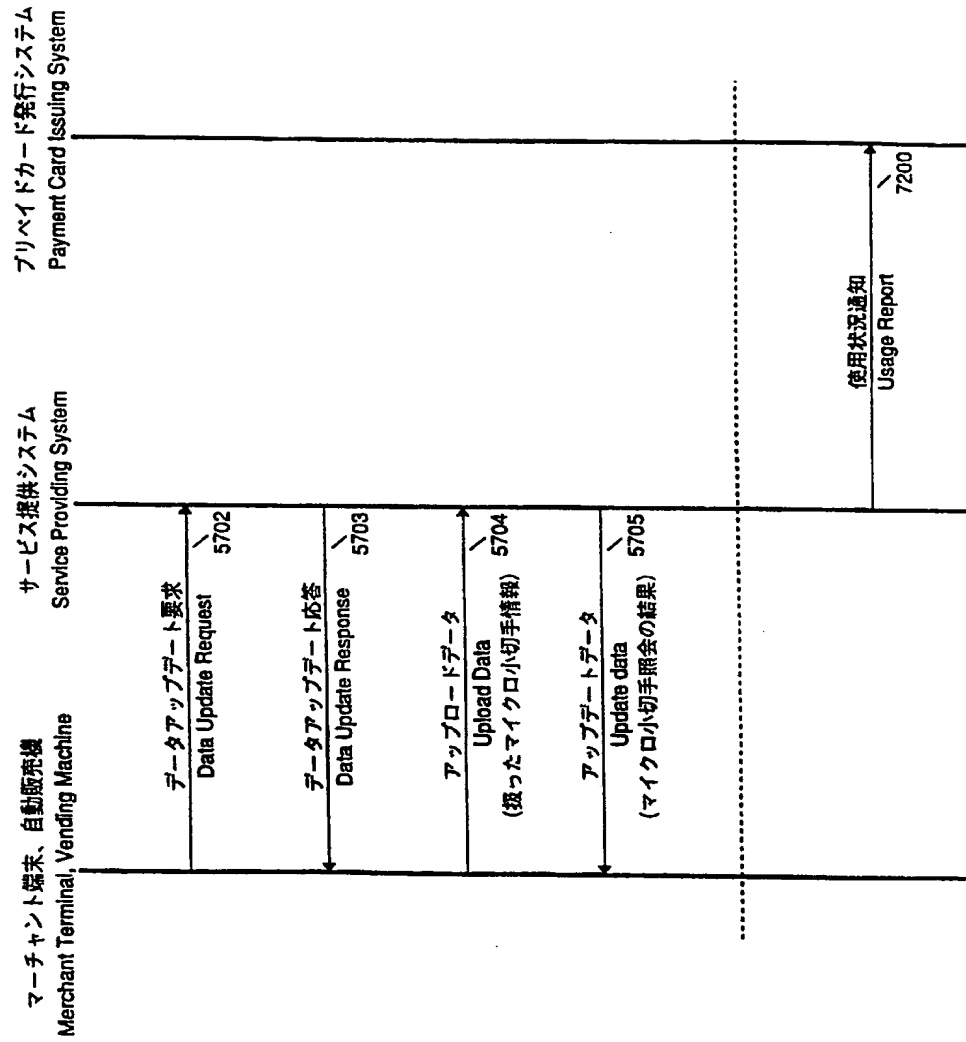 マーチャント端末、自動販売機
Merchant Terminal, Vending Machine
サービス提供システム
Service Providing System
プリペイドカード発行システム
Payment Card Issuing System
データアップデート要求
Data Update Request
5702
データアップデート応答
Data Update Response
5703
アップロードデータ
Upload Data
(扱ったマイクロ小切手情報)
5704
アップデートデータ
Update data
(マイクロ小切手照会の結果)
5705
使用状況通知
Usage Report
7200